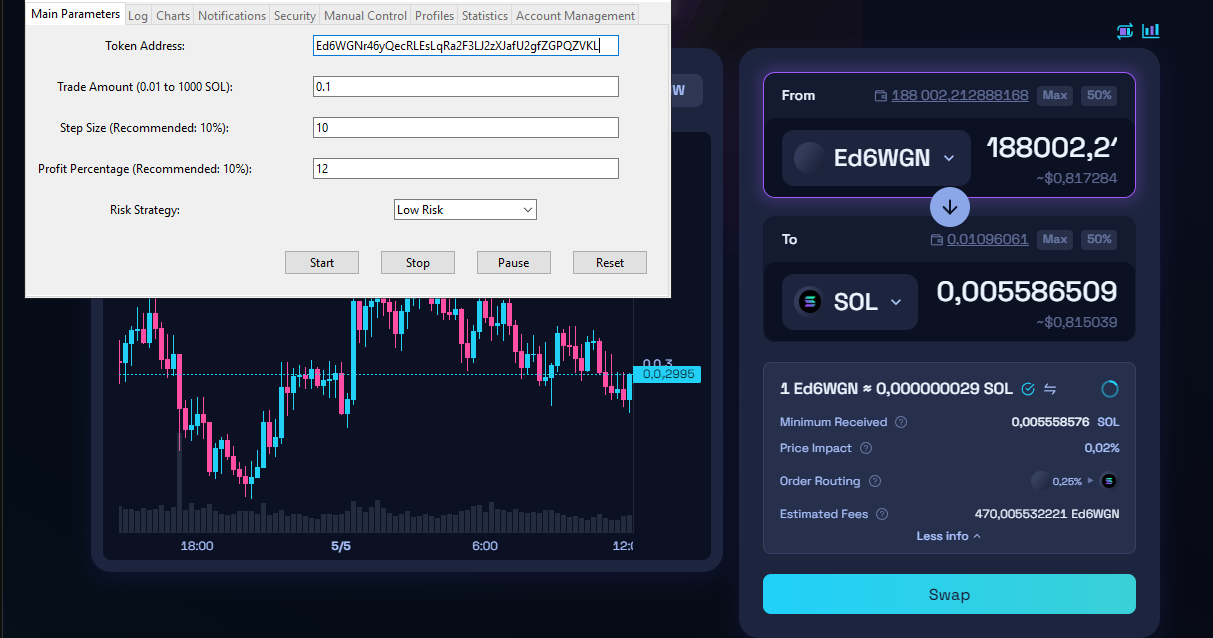 Main Parameters Log Charts Notifications Security Manual Control Profiles Statistics Account Management
Token Address: Ed6WGNr46yQecRLEsLqRa2F3LJ2zXJafU2gfZGPQZVKL
Trade Amount (0.01 to 1000 SOL): 0.1
Step Size (Recommended: 10%): 10
Profit Percentage (Recommended: 10%): 12
Risk Strategy: Low Risk
Start Stop Pause Reset
W
0,0,2995
18:00 5/5 6:00
From 188 002,212888168 Max 50%
Ed6WGN 188002,2
~$0,817284
To 0,01096061 Max 50%
SOL 0,005586509
~$0,815039
1 Ed6WGN ≈ 0,000000029 SOL
Minimum Received 0,005558576 SOL
Price Impact 0,02%
Order Routing 0,25%
Estimated Fees 470,005532221 Ed6WGN
Less info
Swap